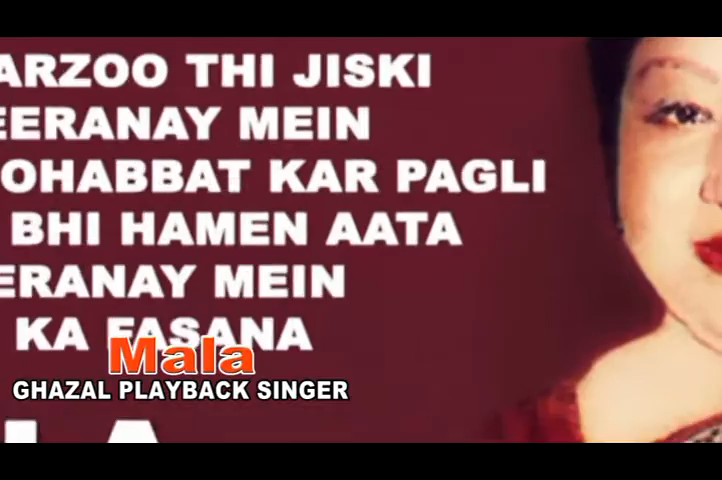 ARZOO THI JISKI
EERANAY MEIN
OHABBAT KAR PAGLI
BHI HAMEN AATA
ERANAY MEIN
KA FASANA
Mala
GHAZAL PLAYBACK SINGER
LA